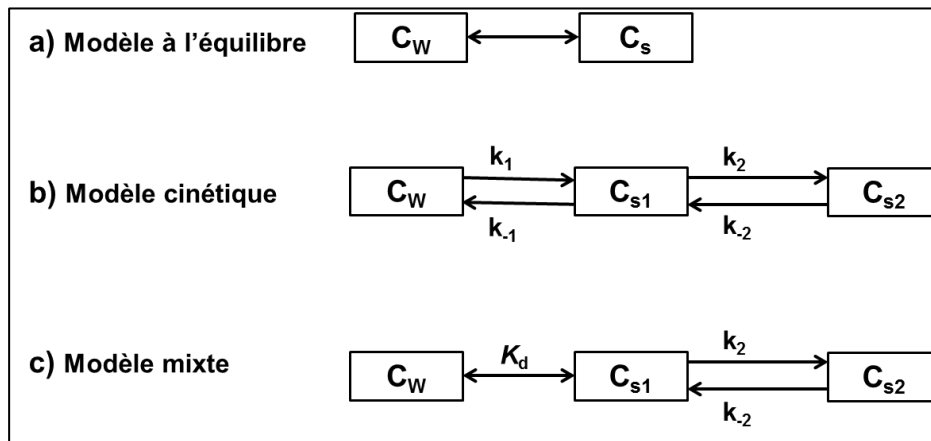 a) Modèle à l'équilibre C_W C_s
k_1 k_2
b) Modèle cinétique C_W C_s1 C_s2
k_-1 k_-2
K_d k_2
c) Modèle mixte C_W C_s1 C_s2
k_-2